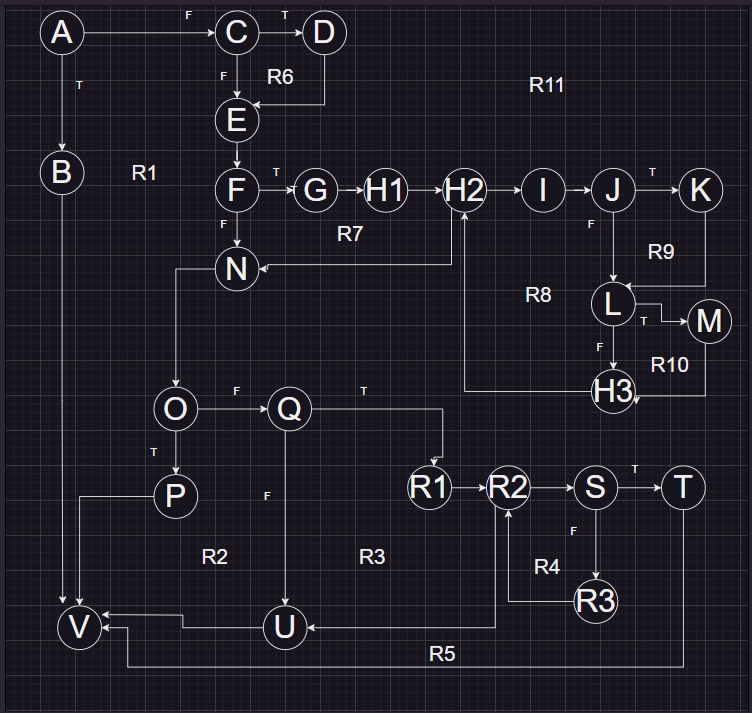 F T
A C D
F R6
T R11
E
B R1 T
F T G H1 H2 I J K
F R7 F R9
N R8 L T M
F R10
H3
F T
O Q
T
P F R1 R2 S T T
F
R2 R3 R4
R3
V U
R5